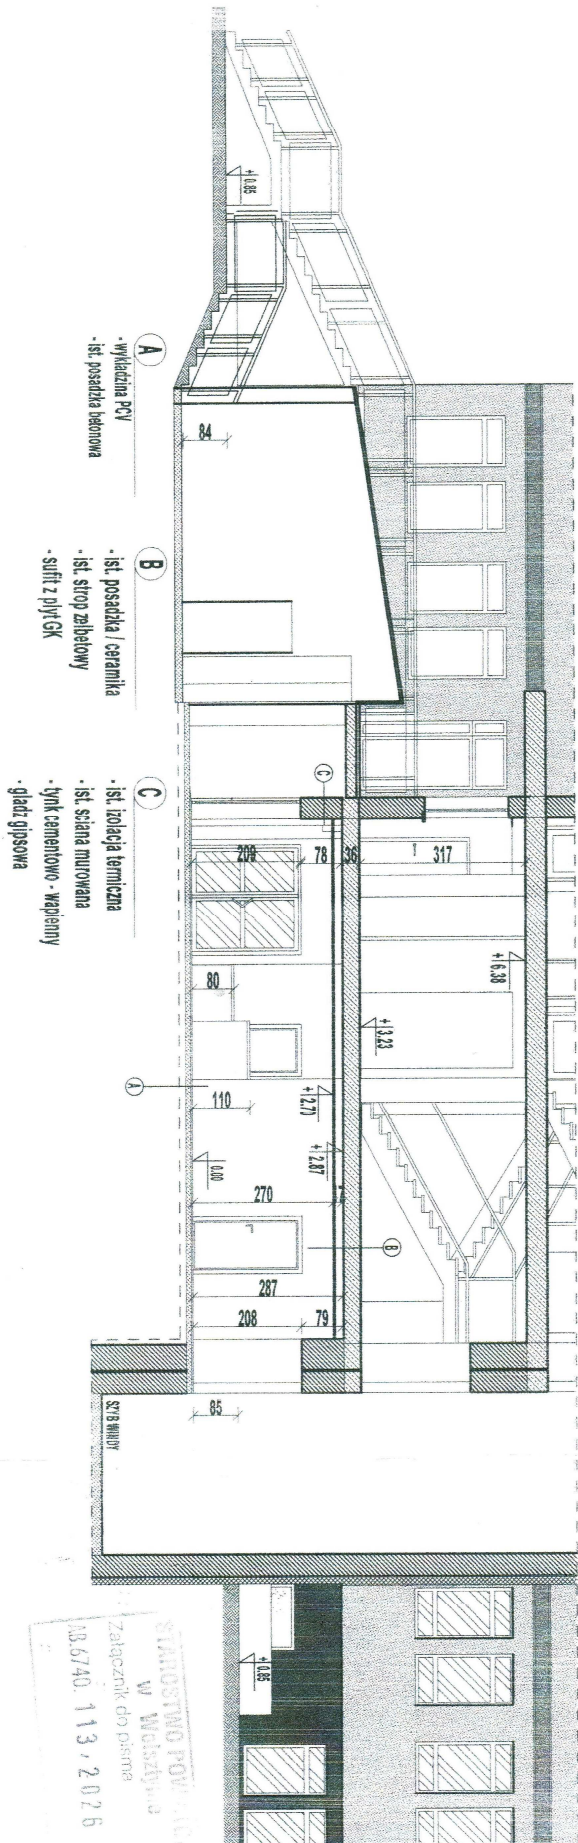 A
- wykładzina PCV
- ist. posadzka betonowa
B
- ist. posadzka / ceramika
- ist. strop żelbetowy
- sufit z płyt GK
C
- ist. izolacja termiczna
- ist. ściana murowana
- tynk cementowo - wapienny
- gładź gipsowa
+ 0.85
84
C
209
78
36
317
+ 6.38
80
+ 3.23
A
110
+ 2.70
+ 2.87
0.00
270
17
B
287
208
79
85
SZYB WINDY
+ 0.85
STAROSTWO
w Wolsztynie
Załącznik do pisma
AB.6740.113.2026